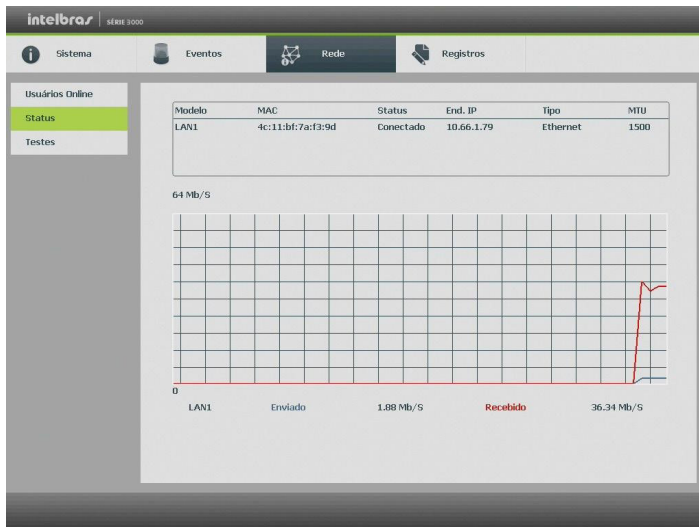 intelbras | SÉRIE 3000
Sistema
Eventos
Rede
Registros
Usuários Online
Status
Testes
Modelo MAC Status End. IP Tipo MTU
LAN1 4c:11:bf:7a:f3:9d Conectado 10.66.1.79 Ethernet 1500
64 Mb/S
0
LAN1 Enviado 1.88 Mb/S Recebido 36.34 Mb/S